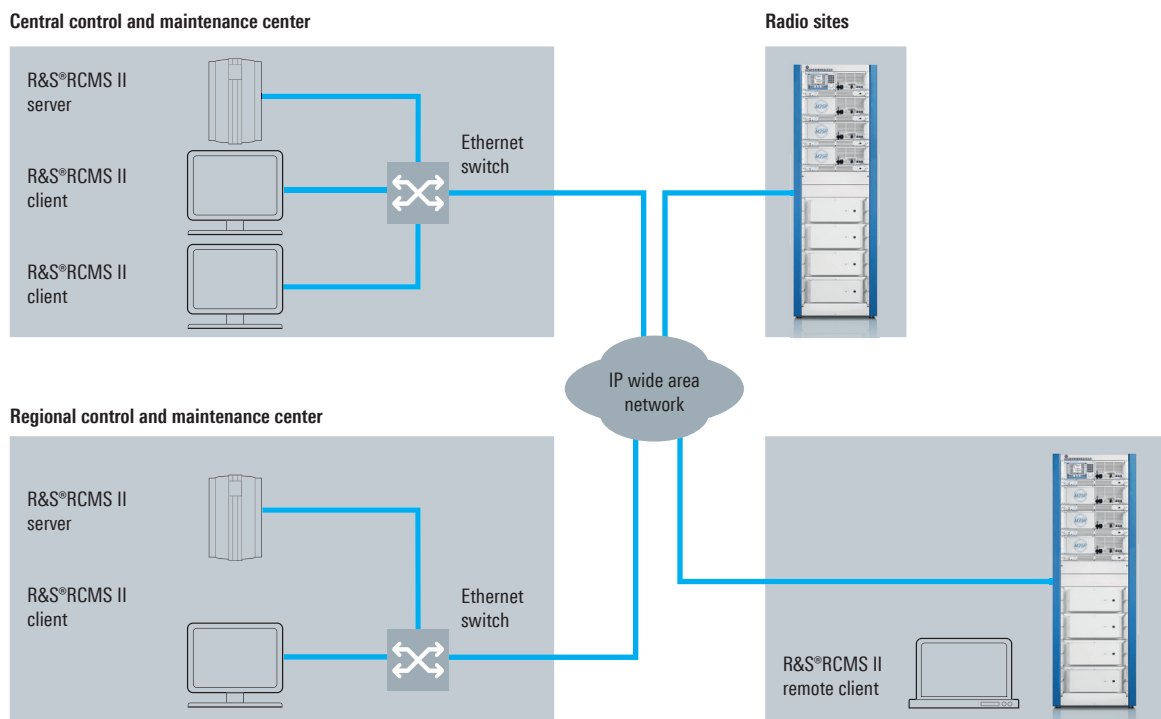 Central control and maintenance center
R&S®RCMS II
server
R&S®RCMS II
client
R&S®RCMS II
client
Ethernet
switch
Radio sites
IP wide area
network
Regional control and maintenance center
R&S®RCMS II
server
R&S®RCMS II
client
Ethernet
switch
R&S®RCMS II
remote client